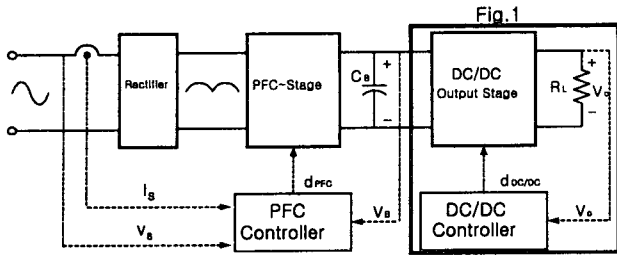 Fig.1
Rectifier
PFC~Stage
CB
+
−
DC/DC
Output Stage
RL
+
Vo
−
dPFC
dDC/DC
IS
VS
PFC
Controller
VB
DC/DC
Controller
Vo